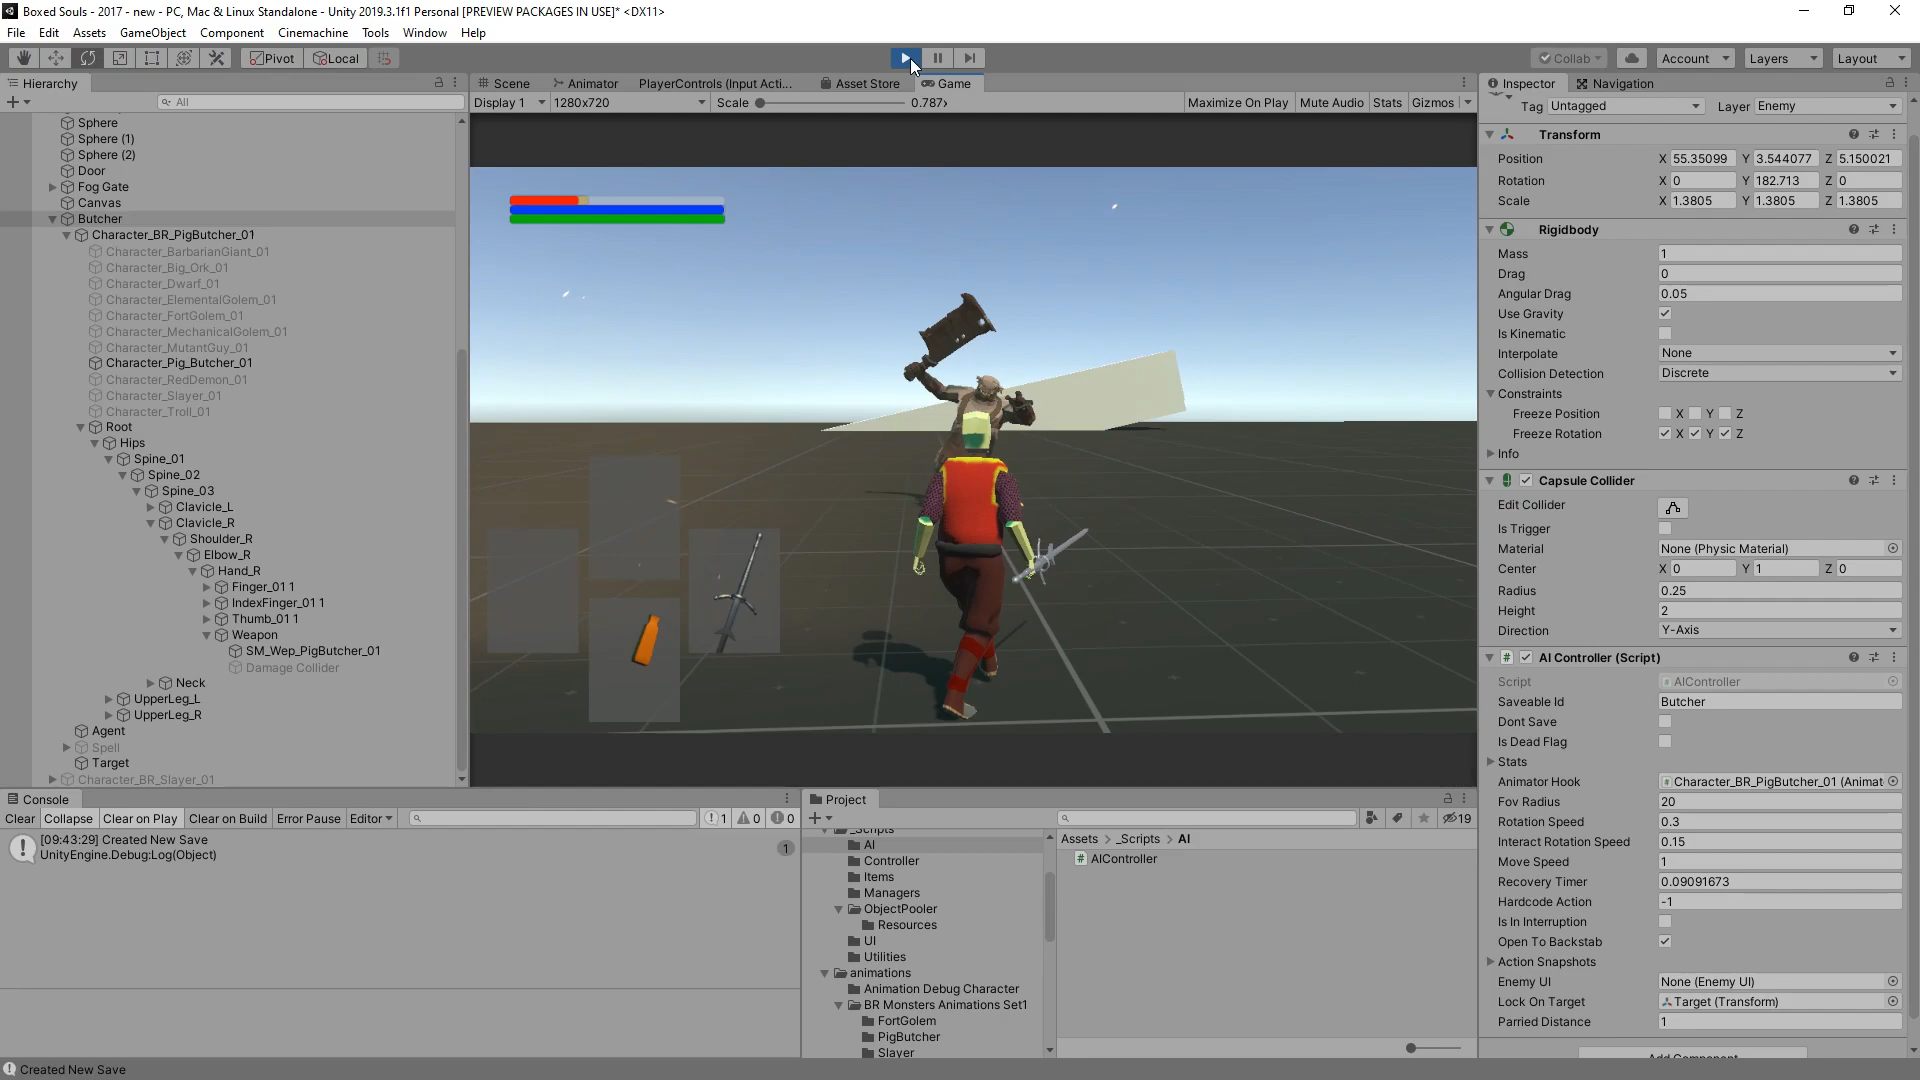 Boxed Souls - 2017 - new - PC, Mac & Linux Standalone - Unity 2019.3.1f1 Personal [PREVIEW PACKAGES IN USE]* <DX11>
File Edit Assets GameObject Component Cinemachine Tools Window Help
Pivot Local Collab Account Layers Layout
Hierarchy
All
Sphere
Sphere (1)
Sphere (2)
Door
Fog Gate
Canvas
Butcher
Character_BR_PigButcher_01
Character_BarbarianGiant_01
Character_Big_Ork_01
Character_Dwarf_01
Character_ElementalGolem_01
Character_FortGolem_01
Character_MechanicalGolem_01
Character_MutantGuy_01
Character_Pig_Butcher_01
Character_RedDemon_01
Character_Slayer_01
Character_Troll_01
Root
Hips
Spine_01
Spine_02
Spine_03
Clavicle_L
Clavicle_R
Shoulder_R
Elbow_R
Hand_R
Finger_01 1
IndexFinger_01 1
Thumb_01 1
Weapon
SM_Wep_PigButcher_01
Damage Collider
Neck
UpperLeg_L
UpperLeg_R
Agent
Spell
Target
Character_BR_Slayer_01
Scene Animator PlayerControls (Input Acti... Asset Store Game
Display 1 1280x720 Scale 0.787x Maximize On Play Mute Audio Stats Gizmos
Inspector Navigation
Tag Untagged Layer Enemy
Transform
Position X 55.35099 Y 3.544077 Z 5.150021
Rotation X 0 Y 182.713 Z 0
Scale X 1.3805 Y 1.3805 Z 1.3805
Rigidbody
Mass 1
Drag 0
Angular Drag 0.05
Use Gravity
Is Kinematic
Interpolate None
Collision Detection Discrete
Constraints
Freeze Position X Y Z
Freeze Rotation X Y Z
Info
Capsule Collider
Edit Collider
Is Trigger
Material None (Physic Material)
Center X 0 Y 1 Z 0
Radius 0.25
Height 2
Direction Y-Axis
AI Controller (Script)
Script AIController
Saveable Id Butcher
Dont Save
Is Dead Flag
Stats
Animator Hook Character_BR_PigButcher_01 (Animat
Fov Radius 20
Rotation Speed 0.3
Interact Rotation Speed 0.15
Move Speed 1
Recovery Timer 0.09091673
Hardcode Action -1
Is In Interruption
Open To Backstab
Action Snapshots
Enemy UI None (Enemy UI)
Lock On Target Target (Transform)
Parried Distance 1
Add Component
Console
Clear Collapse Clear on Play Clear on Build Error Pause Editor 1 0 0
[09:43:29] Created New Save
UnityEngine.Debug:Log(Object)
1
Project
19
_Scripts
AI
Controller
Items
Managers
ObjectPooler
Resources
UI
Utilities
animations
Animation Debug Character
BR Monsters Animations Set1
FortGolem
PigButcher
Slayer
Assets > _Scripts > AI
AIController
Created New Save